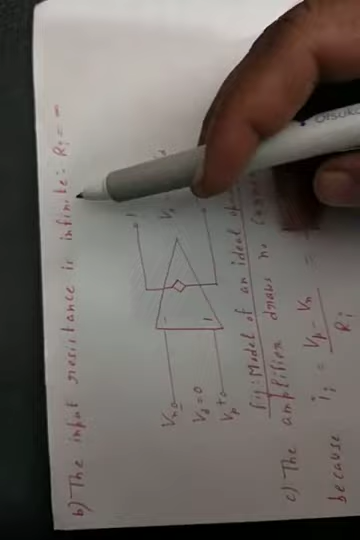 b) The input resistance is infinite: Ri = ∞
Vn
Vd = 0
Vp
fig: Model of an ideal
c) The amplifier draws no
because ii = Vp - Vn / Ri =
otsuka